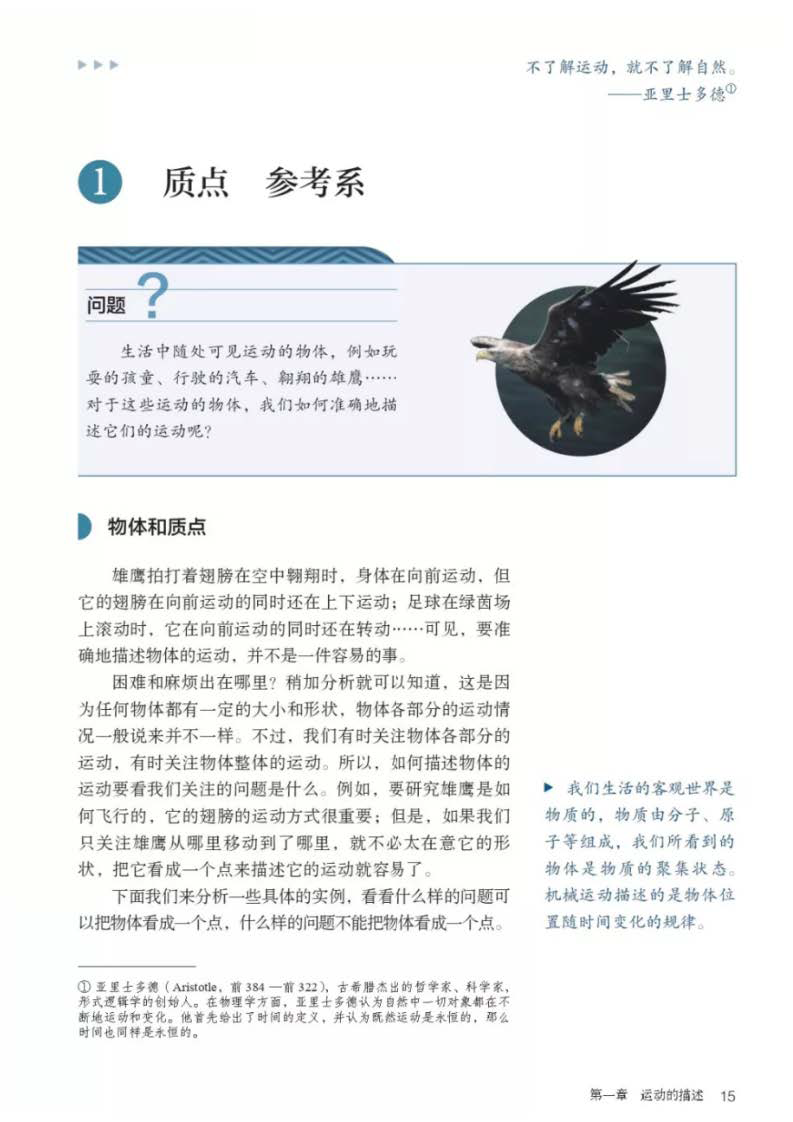 不了解运动，就不了解自然。
——亚里士多德①
1 质点 参考系
问题?
生活中随处可见运动的物体，例如玩
耍的孩童、行驶的汽车、翱翔的雄鹰……
对于这些运动的物体，我们如何准确地描
述它们的运动呢？
物体和质点
雄鹰拍打着翅膀在空中翱翔时，身体在向前运动，但
它的翅膀在向前运动的同时还在上下运动；足球在绿茵场
上滚动时，它在向前运动的同时还在转动……可见，要准
确地描述物体的运动，并不是一件容易的事。
困难和麻烦出在哪里？稍加分析就可以知道，这是因
为任何物体都有一定的大小和形状，物体各部分的运动情
况一般说来并不一样。不过，我们有时关注物体各部分的
运动，有时关注物体整体的运动。所以，如何描述物体的
运动要看我们关注的问题是什么。例如，要研究雄鹰是如
何飞行的，它的翅膀的运动方式很重要；但是，如果我们
只关注雄鹰从哪里移动到了哪里，就不必太在意它的形
状，把它看成一个点来描述它的运动就容易了。
下面我们来分析一些具体的实例，看看什么样的问题可
以把物体看成一个点，什么样的问题不能把物体看成一个点。
我们生活的客观世界是
物质的，物质由分子、原
子等组成，我们所看到的
物体是物质的聚集状态。
机械运动描述的是物体位
置随时间变化的规律。
① 亚里士多德（Aristotle，前 384 —前 322），古希腊杰出的哲学家、科学家，
形式逻辑学的创始人。在物理学方面，亚里士多德认为自然中一切对象都在不
断地运动和变化。他首先给出了时间的定义，并认为既然运动是永恒的，那么
时间也同样是永恒的。
第一章 运动的描述 15